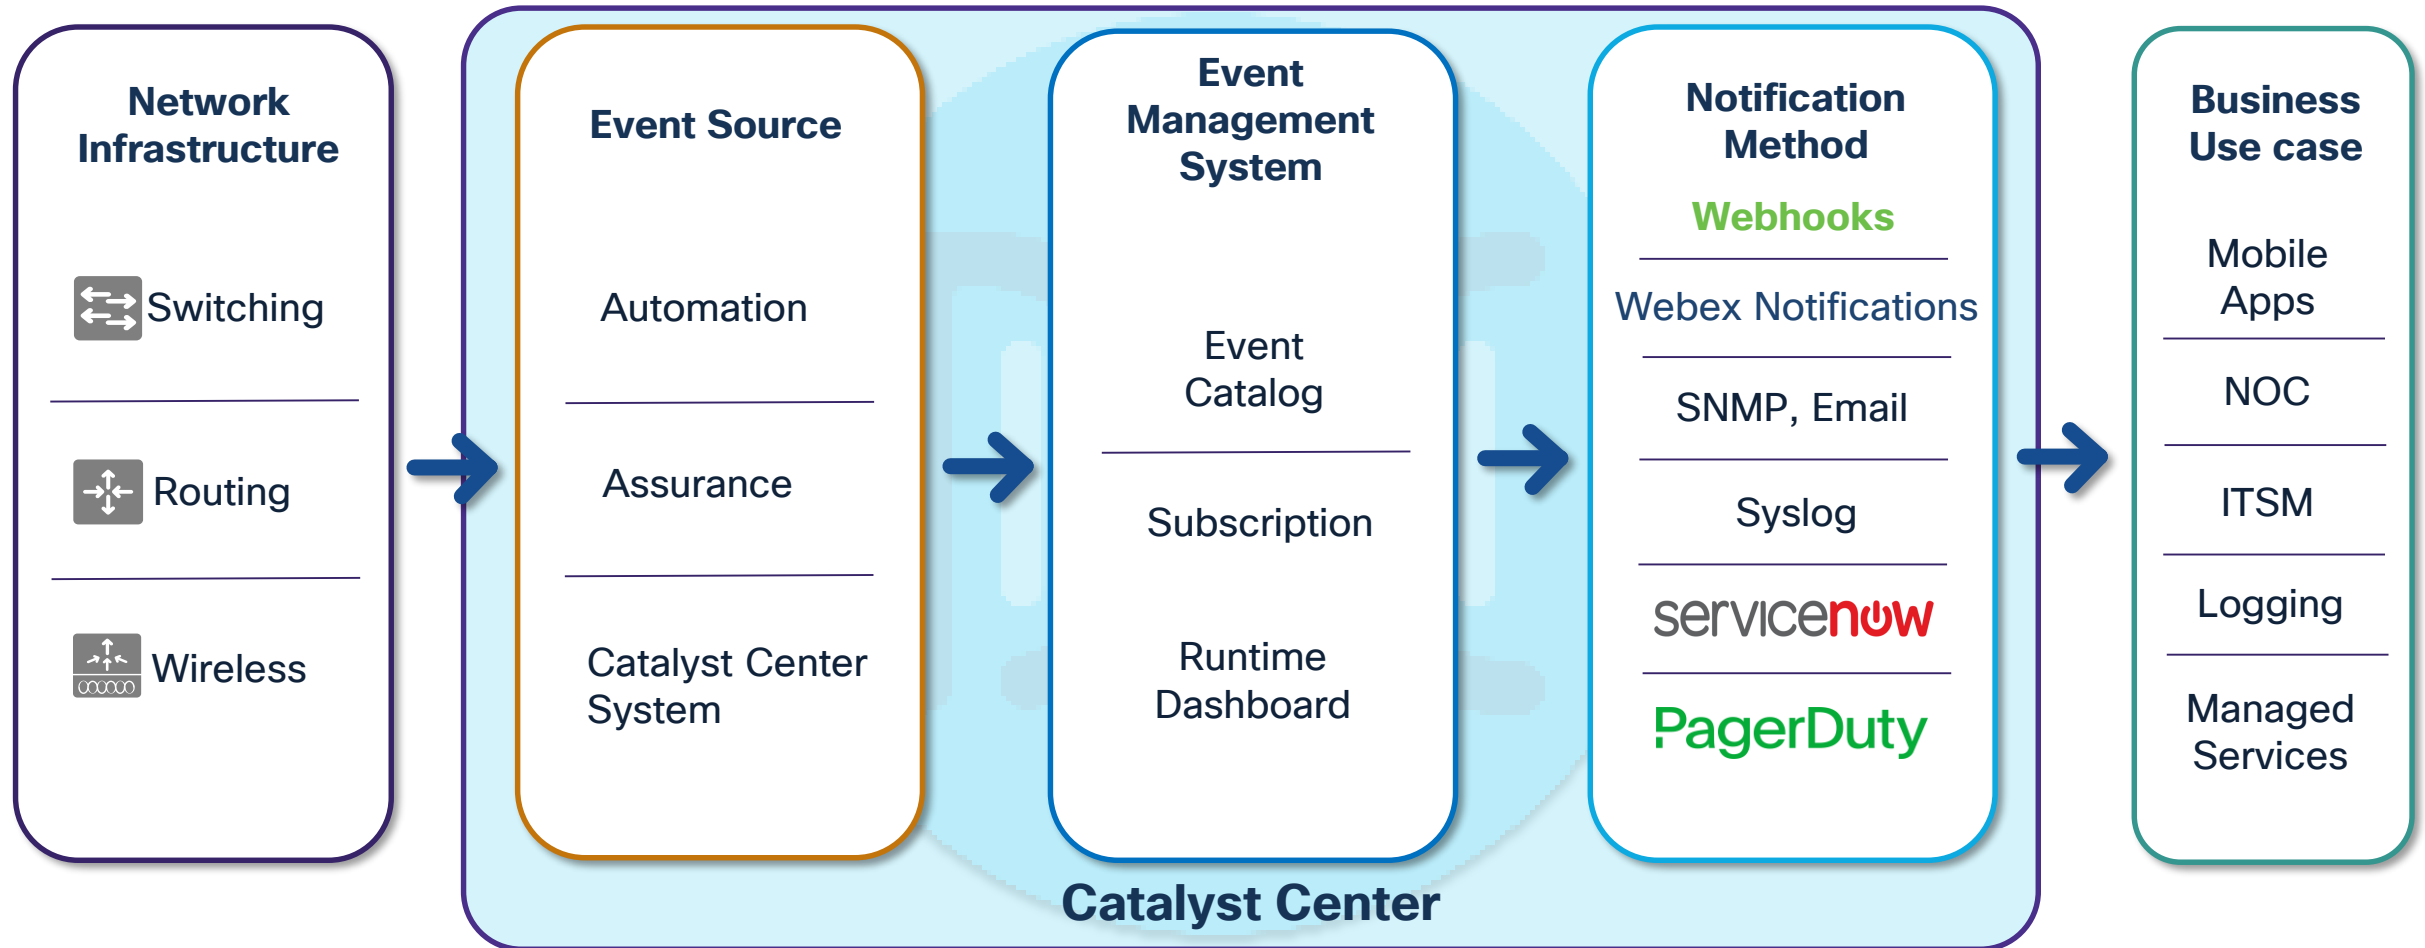 Network
Infrastructure
Switching
Routing
Wireless
Event Source
Automation
Assurance
Catalyst Center
System
Event
Management
System
Event
Catalog
Subscription
Runtime
Dashboard
Notification
Method
Webhooks
Webex Notifications
SNMP, Email
Syslog
servicenow
PagerDuty
Business
Use case
Mobile
Apps
NOC
ITSM
Logging
Managed
Services
Catalyst Center